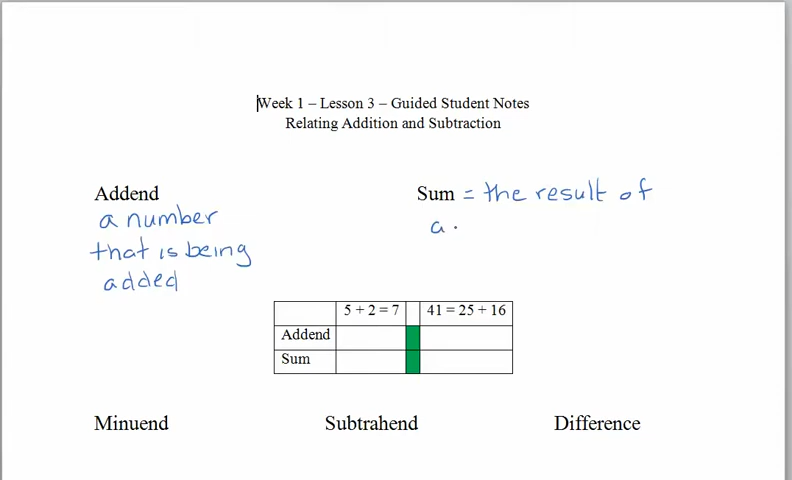 Week 1 – Lesson 3 – Guided Student Notes
Relating Addition and Subtraction
Addend
a number
that is being
added
Sum = the result of
a
5 + 2 = 7 41 = 25 + 16
Addend
Sum
Minuend Subtrahend Difference